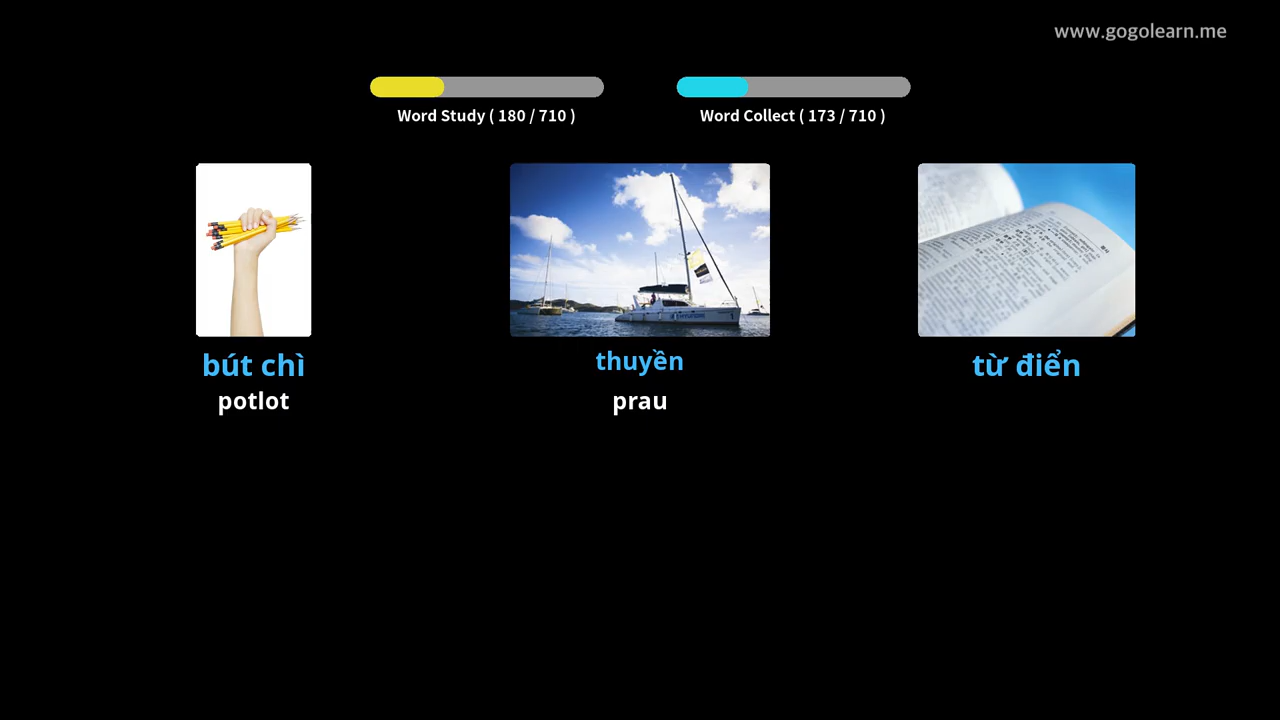 www.gogolearn.me
Word Study ( 180 / 710 )
Word Collect ( 173 / 710 )
bút chì
potlot
thuyền
prau
từ điển